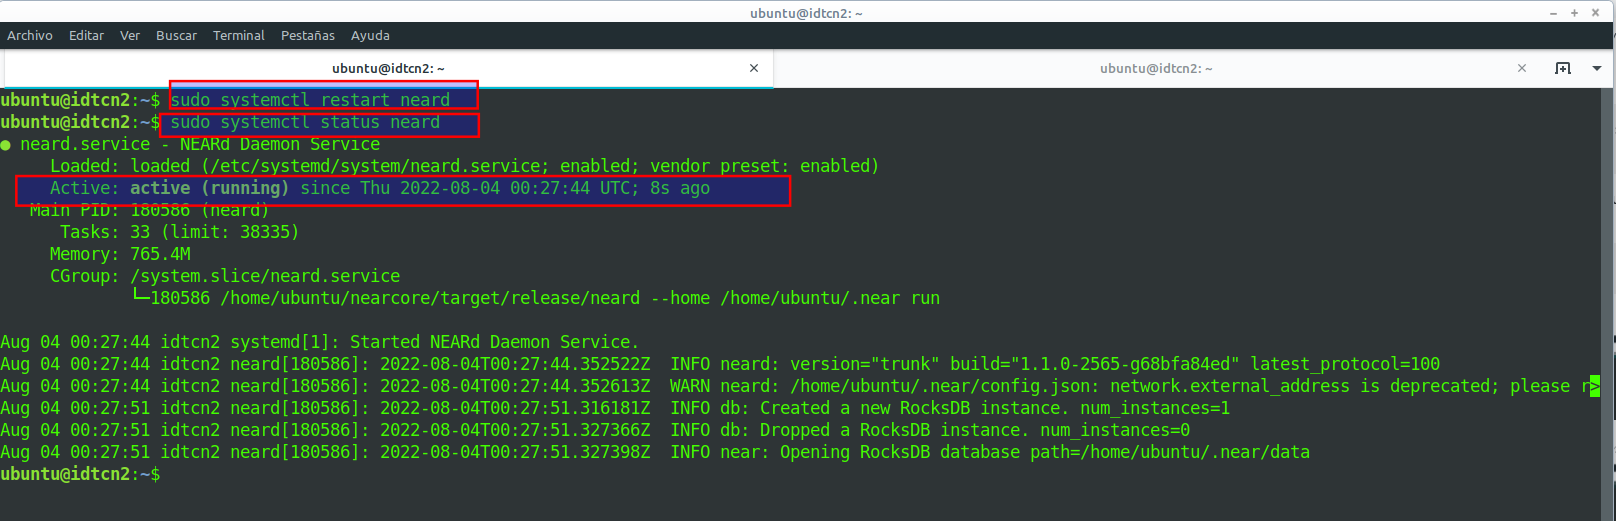 ubuntu@idtcn2: ~
Archivo Editar Ver Buscar Terminal Pestañas Ayuda
ubuntu@idtcn2: ~ ubuntu@idtcn2: ~
ubuntu@idtcn2:~$ sudo systemctl restart neard
ubuntu@idtcn2:~$ sudo systemctl status neard
● neard.service - NEARd Daemon Service
Loaded: loaded (/etc/systemd/system/neard.service; enabled; vendor preset: enabled)
Active: active (running) since Thu 2022-08-04 00:27:44 UTC; 8s ago
Main PID: 180586 (neard)
Tasks: 33 (limit: 38335)
Memory: 765.4M
CGroup: /system.slice/neard.service
└─180586 /home/ubuntu/nearcore/target/release/neard --home /home/ubuntu/.near run
Aug 04 00:27:44 idtcn2 systemd[1]: Started NEARd Daemon Service.
Aug 04 00:27:44 idtcn2 neard[180586]: 2022-08-04T00:27:44.352522Z INFO neard: version="trunk" build="1.1.0-2565-g68bfa84ed" latest_protocol=100
Aug 04 00:27:44 idtcn2 neard[180586]: 2022-08-04T00:27:44.352613Z WARN neard: /home/ubuntu/.near/config.json: network.external_address is deprecated; please r>
Aug 04 00:27:51 idtcn2 neard[180586]: 2022-08-04T00:27:51.316181Z INFO db: Created a new RocksDB instance. num_instances=1
Aug 04 00:27:51 idtcn2 neard[180586]: 2022-08-04T00:27:51.327366Z INFO db: Dropped a RocksDB instance. num_instances=0
Aug 04 00:27:51 idtcn2 neard[180586]: 2022-08-04T00:27:51.327398Z INFO near: Opening RocksDB database path=/home/ubuntu/.near/data
ubuntu@idtcn2:~$